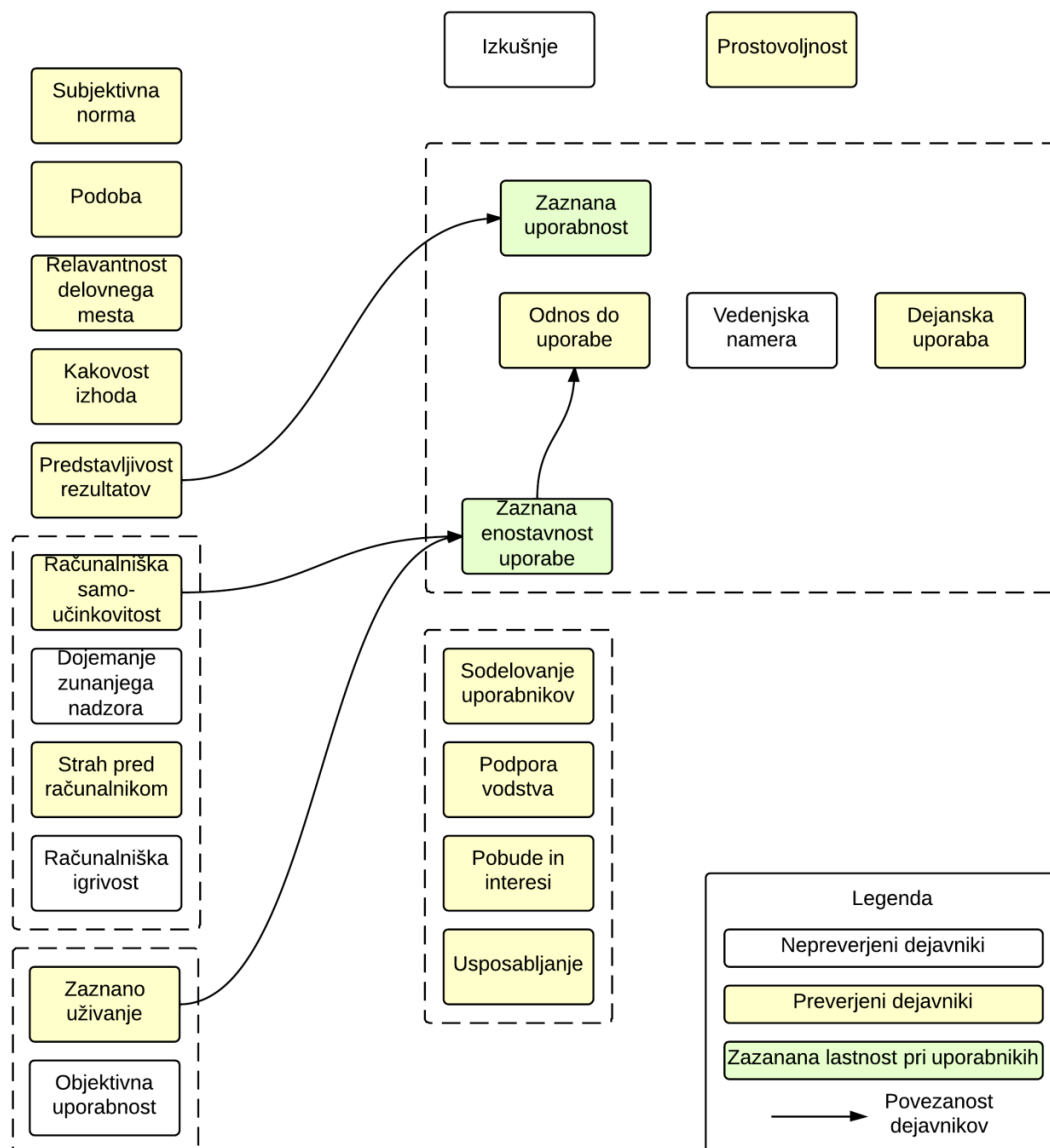 Izkušnje
Prostovoljnost
Subjektivna
norma
Podoba
Relavantnost
delovnega
mesta
Kakovost
izhoda
Predstavljivost
rezultatov
Računalniška
samo-
učinkovitost
Dojemanje
zunanjega
nadzora
Strah pred
računalnikom
Računalniška
igrivost
Zaznano
uživanje
Objektivna
uporabnost
Zaznana
uporabnost
Odnos do
uporabe
Vedenjska
namera
Dejanska
uporaba
Zaznana
enostavnost
uporabe
Sodelovanje
uporabnikov
Podpora
vodstva
Pobude in
interesi
Usposabljanje
Legenda
Nepreverjeni dejavniki
Preverjeni dejavniki
Zazanana lastnost pri uporabnikih
Povezanost
dejavnikov